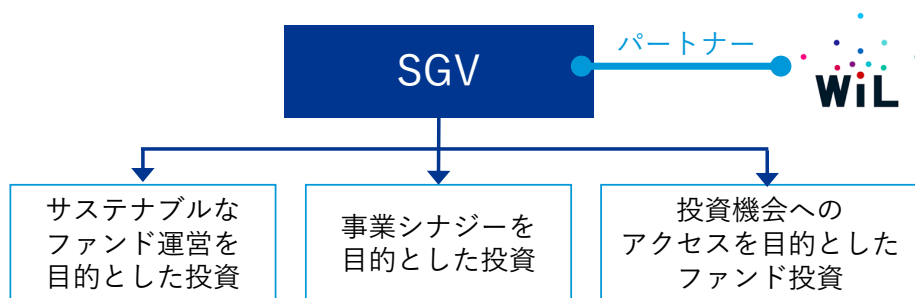 SGV
パートナー
WiL
サステナブルな
ファンド運営を
目的とした投資
事業シナジーを
目的とした投資
投資機会への
アクセスを目的とした
ファンド投資